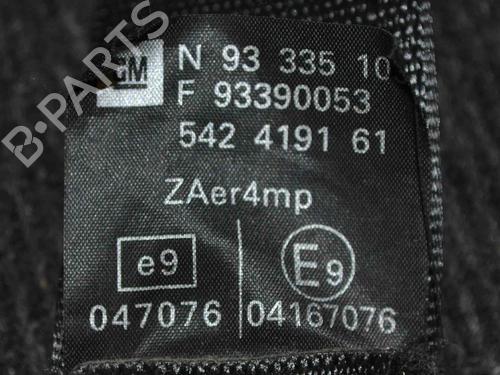 B-PARTS
GM
N 93 335 10
F 93390053
542 4191 61
ZAer4mp
e9 E9
047076 04167076